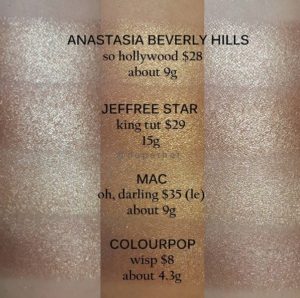 ANASTASIA BEVERLY HILLS
so hollywood $28
about 9g
JEFFREE STAR
king tut $29
15g
MAC
oh, darling $35 (le)
about 9g
COLOURPOP
wisp $8
about 4.3g